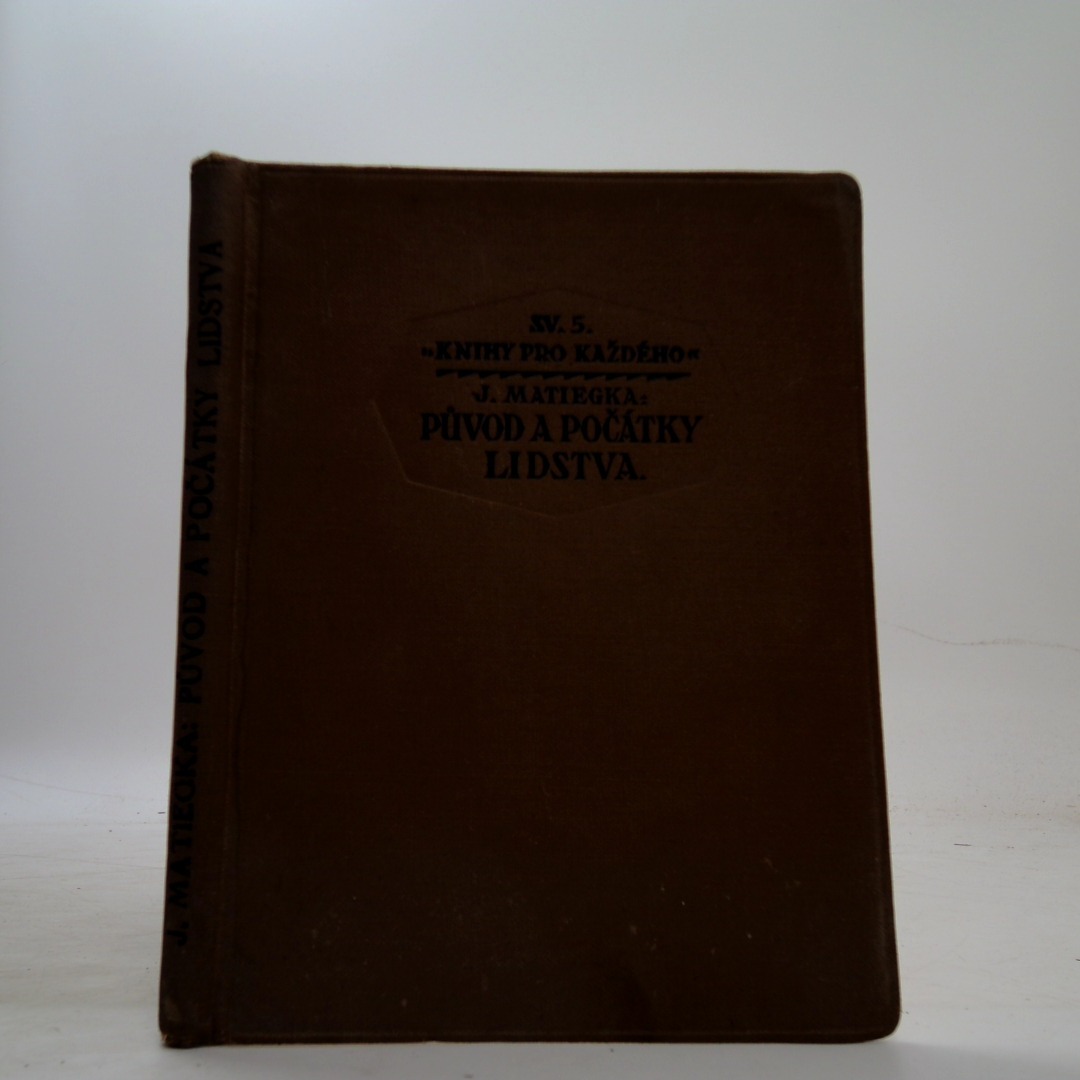 SV. 5.
„KNIHY PRO KAŽDÉHO“
J. MATIEGKA:
PŮVOD A POČÁTKY
LIDSTVA.
J. MATIEGKA: PŮVOD A POČÁTKY LIDSTVA